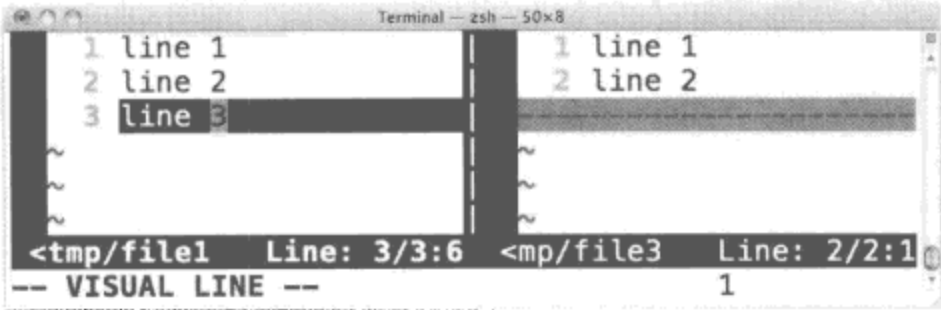 Terminal — zsh — 50×8
1 line 1
2 line 2
3 line 3
~
~
~
<tmp/file1 Line: 3/3:6
1 line 1
2 line 2
------------------------
~
~
~
<mp/file3 Line: 2/2:1
-- VISUAL LINE -- 1